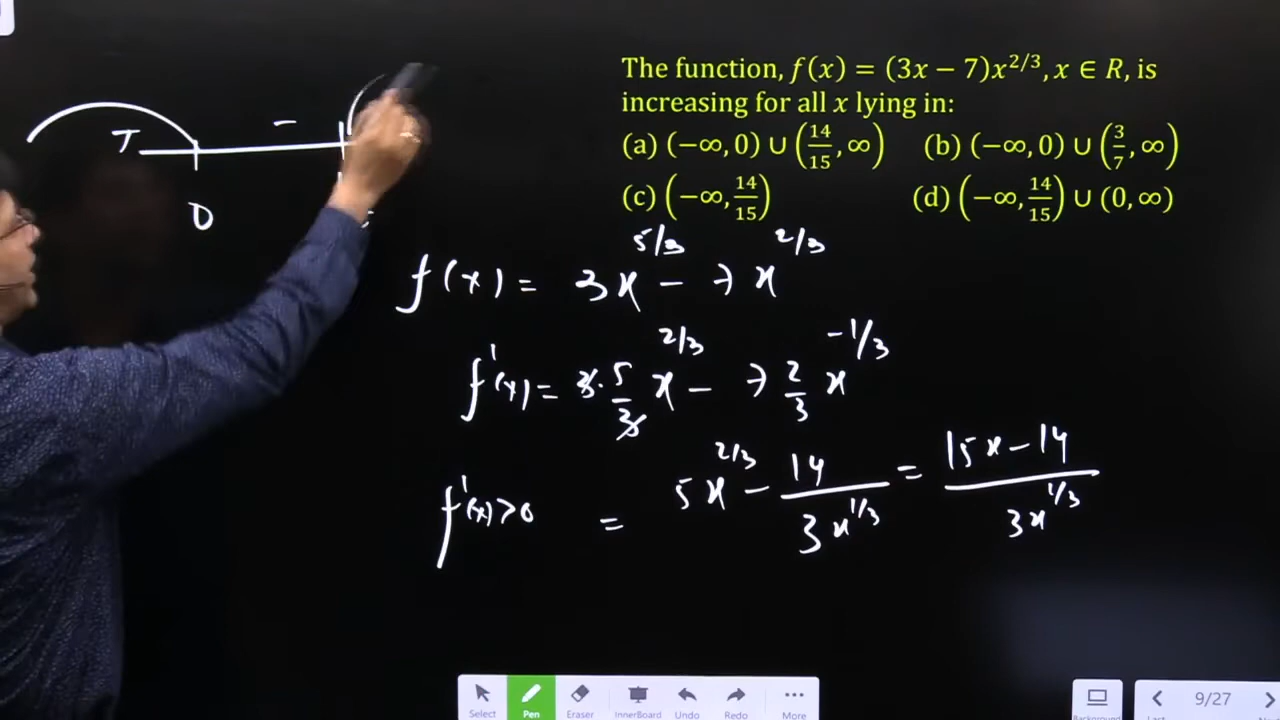 The function, f(x) = (3x − 7)x^{2/3}, x ∈ R, is
increasing for all x lying in:
(a) (−∞, 0) ∪ (14/15, ∞) (b) (−∞, 0) ∪ (3/7, ∞)
(c) (−∞, 14/15) (d) (−∞, 14/15) ∪ (0, ∞)
−
0
f(x) = 3x^{5/3} − 7x^{2/3}
f'(x) = 3·5/3 x^{2/3} − 7 2/3 x^{-1/3}
f'(x) > 0 = 5x^{2/3} − 14/3x^{1/3} = 15x − 14/3x^{1/3}
Select Pen Eraser InnerBoard Undo Redo More
Background 9/27